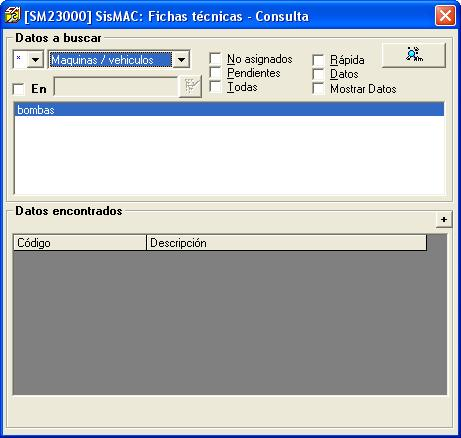 [SM23000] SisMAC: Fichas técnicas - Consulta
Datos a buscar
* Maquinas / vehiculos
No asignados
Pendientes
Todas
Rápida
Datos
Mostrar Datos
En
bombas
Datos encontrados
+
Código Descripción